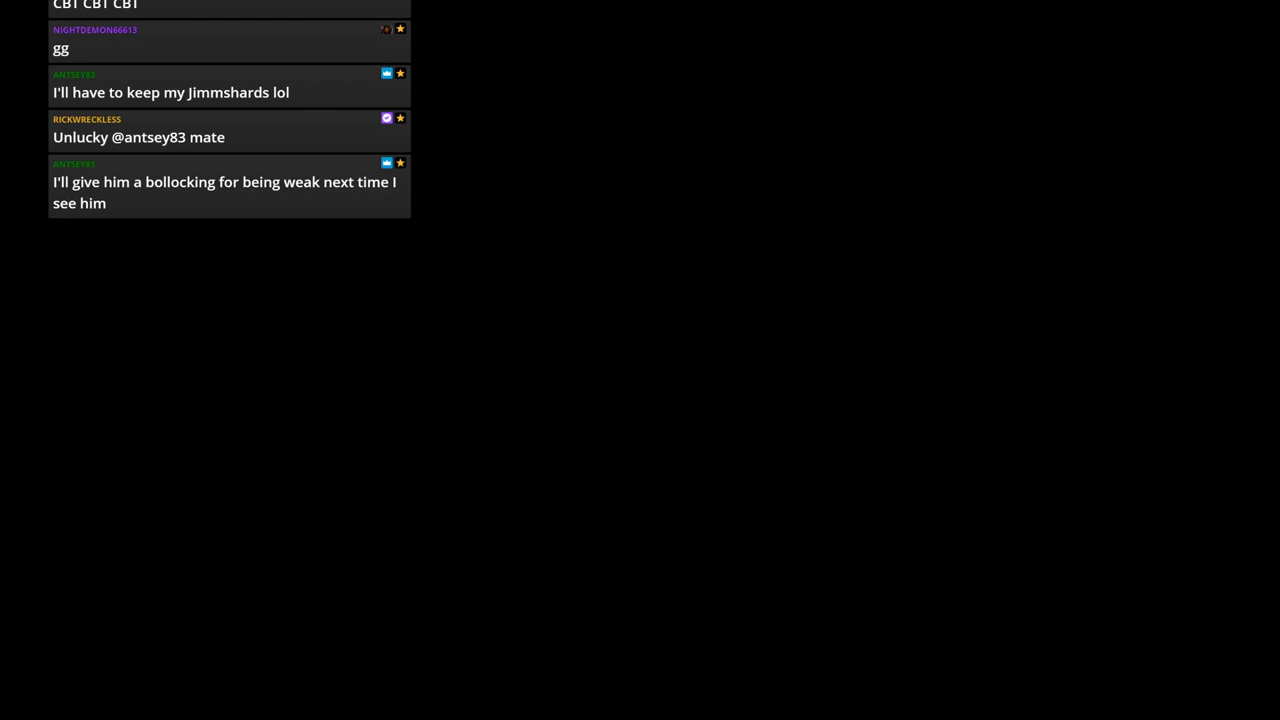 CBT CBT CBT
NIGHTDEMON66613
gg
ANTSEY83
I'll have to keep my Jimmshards lol
RICKWRECKLESS
Unlucky @antsey83 mate
ANTSEY83
I'll give him a bollocking for being weak next time I
see him